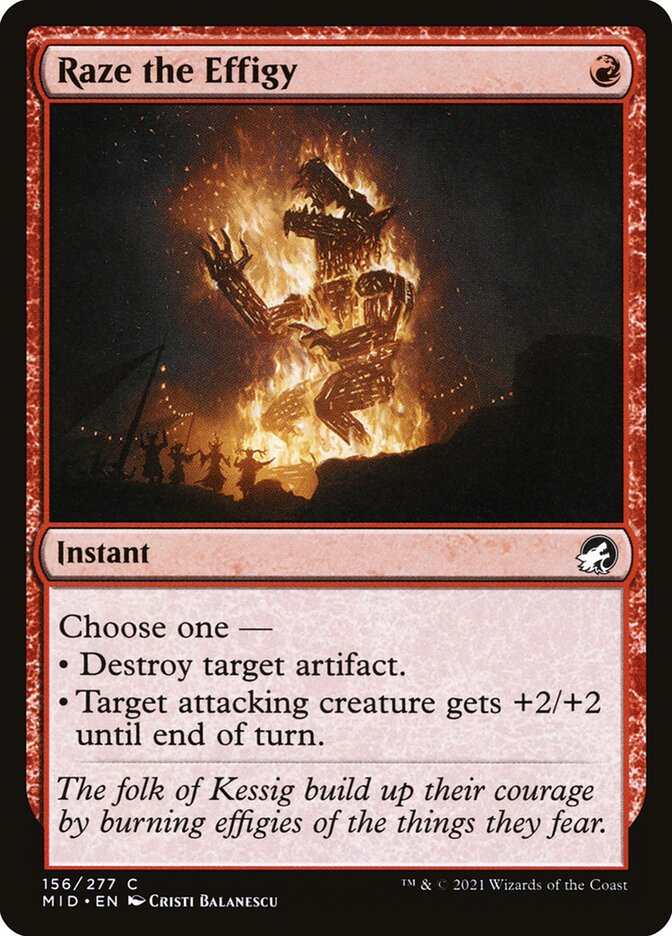 Raze the Effigy
Instant
Choose one —
• Destroy target artifact.
• Target attacking creature gets +2/+2
until end of turn.
The folk of Kessig build up their courage
by burning effigies of the things they fear.
156/277 C
™ & © 2021 Wizards of the Coast
MID • EN Cristi Balanescu